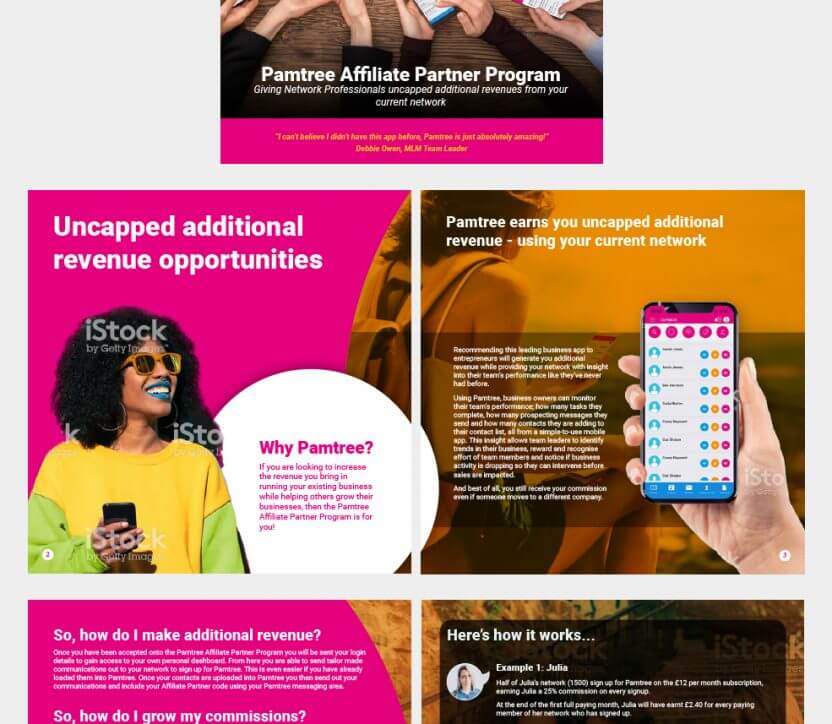 Pamtree Affiliate Partner Program
Giving Network Professionals uncapped additional revenues from your
current network
"I can't believe I didn't have this app before, Pamtree is just absolutely amazing!"
Debbie Owen, MLM Team Leader
Uncapped additional
revenue opportunities
iStock
by Getty Images
iStock
by Getty Imag
Why Pamtree?
If you are looking to increase
the revenue you bring in
running your existing business
while helping others grow their
businesses, then the Pamtree
Affiliate Partner Program is for
you!
iStock
by Getty Imag
2
Pamtree earns you uncapped additional
revenue - using your current network
Recommending this leading business app to
entrepreneurs will generate you additional
revenue while providing your network with insight
into their team's performance like they've never
had before.
Using Pamtree, business owners can monitor
their team's performance; how many tasks they
complete, how many prospecting messages they
send and how many contacts they are adding to
their contact list, all from a simple-to-use mobile
app. This insight allows team leaders to identify
trends in their business, reward and recognise
effort of team members and notice if business
activity is dropping so they can intervene before
sales are impacted.
And best of all, you still receive your commission
even if someone moves to a different company.
iSto
by Getty
3
So, how do I make additional revenue?
Once you have been accepted onto the Pamtree Affiliate Partner Program you will be sent your login
details to gain access to your own personal dashboard. From here you are able to send tailor made
communications out to your network to sign up for Pamtree. This is even easier if you have already
loaded them into Pamtree. Once your contacts are uploaded into Pamtree you then send out your
communications and include your Affiliate Partner code using your Pamtree messaging area.
So, how do I grow my commissions?
Here's how it works...
iStock
Example 1: Julia
Half of Julia's network (1500) sign up for Pamtree on the £12 per month subscription,
earning Julia a 25% commission on every signup.
At the end of the first full paying month, Julia will have earnt £2.40 for every paying
member of her network who has signed up.